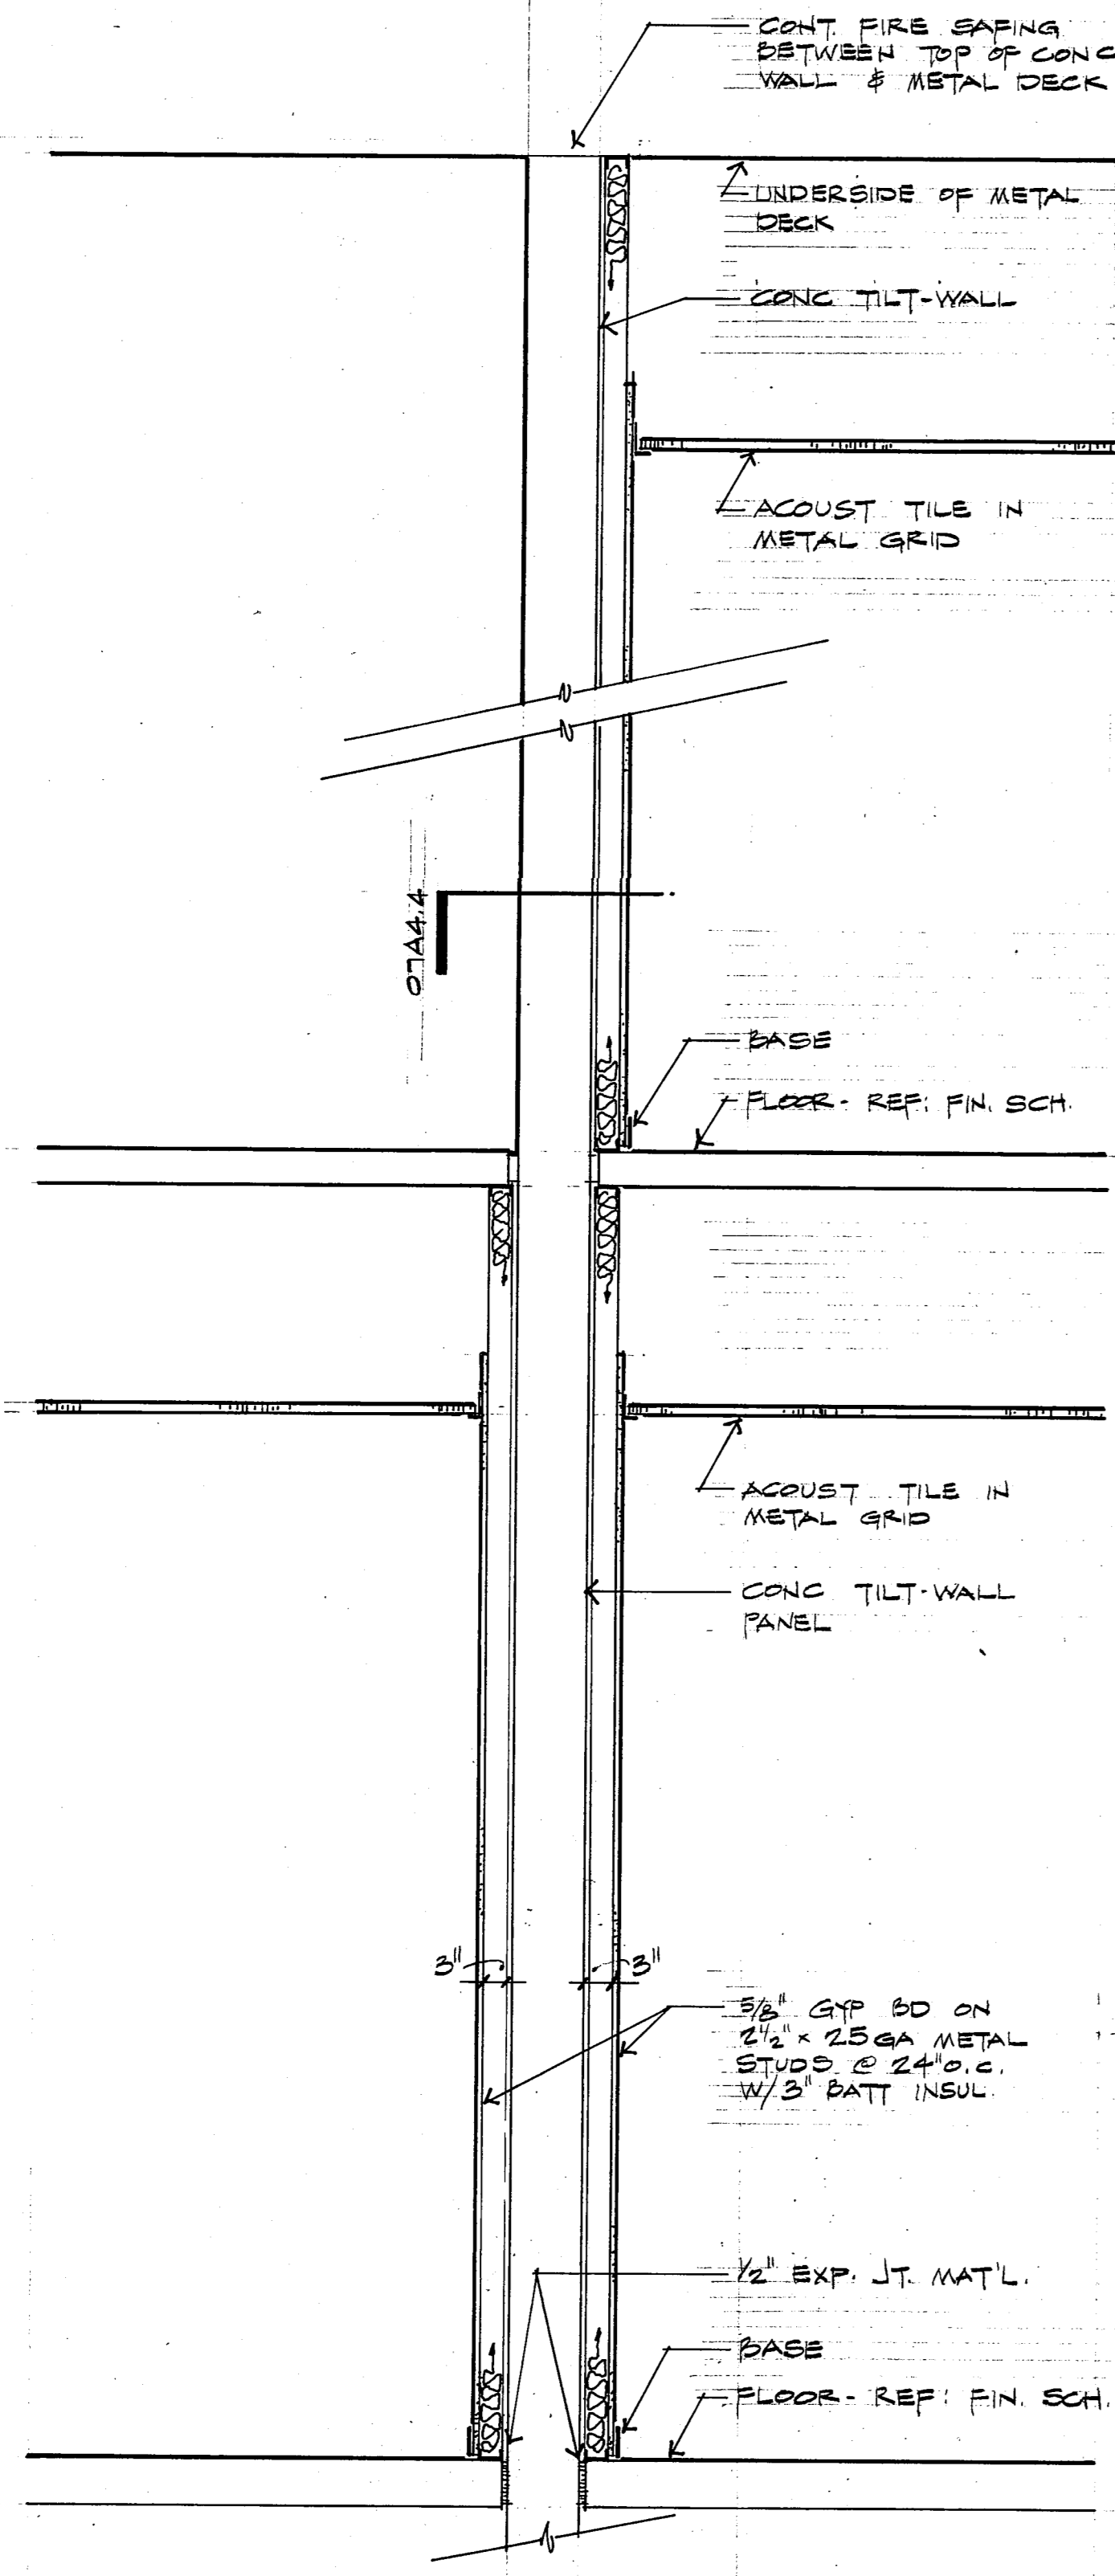 CONT. FIRE SAFING
BETWEEN TOP OF CONC
WALL & METAL DECK
UNDERSIDE OF METAL
DECK
CONC TILT-WALL
ACOUST TILE IN
METAL GRID
N
N
07A4.4
BASE
FLOOR - REF: FIN. SCH.
ACOUST TILE IN
METAL GRID
CONC TILT-WALL
PANEL
3" 3"
5/8" GYP BD ON
2 1/2" x 25 GA METAL
STUDS @ 24" O.C.
W/ 3" BATT INSUL.
1/2" EXP. JT. MAT'L.
BASE
FLOOR - REF: FIN. SCH.